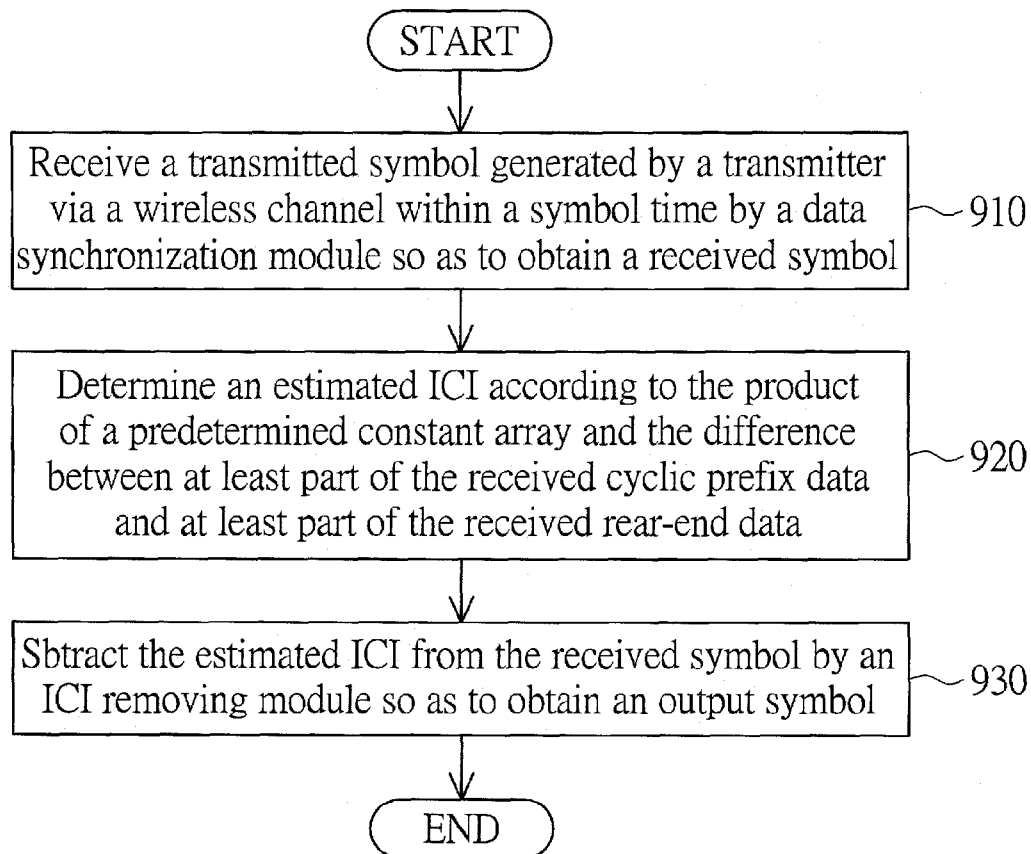 START
Receive a transmitted symbol generated by a transmitter
via a wireless channel within a symbol time by a data
synchronization module so as to obtain a received symbol
910
Determine an estimated ICI according to the product
of a predetermined constant array and the difference
between at least part of the received cyclic prefix data
and at least part of the received rear-end data
920
Sbtract the estimated ICI from the received symbol by an
ICI removing module so as to obtain an output symbol
930
END